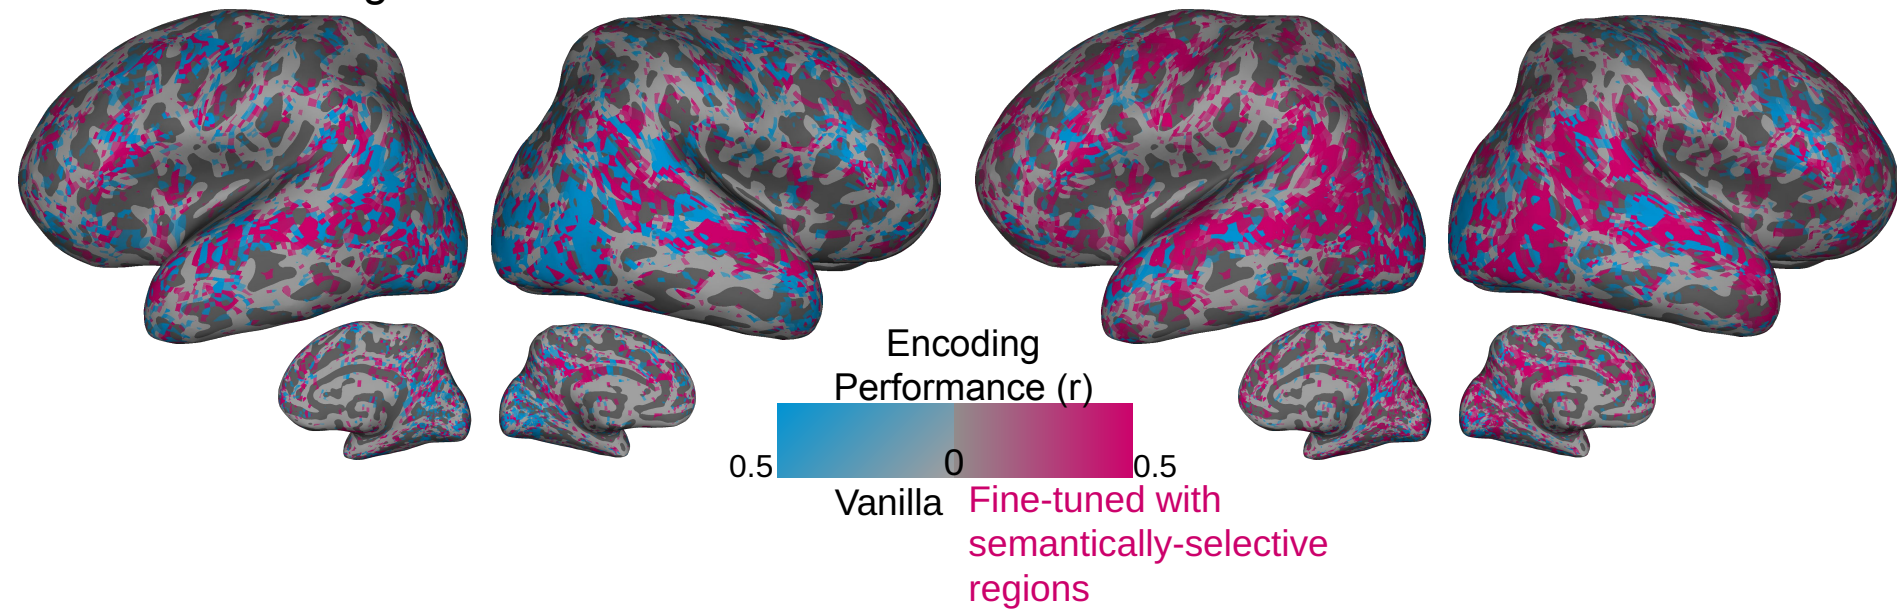 Encoding
Performance (r)
0.5 0 0.5
Vanilla Fine-tuned with
semantically-selective
regions